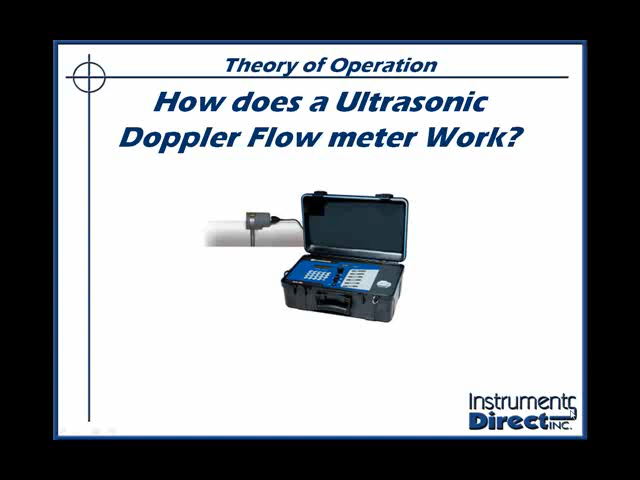 Theory of Operation
How does a Ultrasonic
Doppler Flow meter Work?
Instruments
Direct INC.